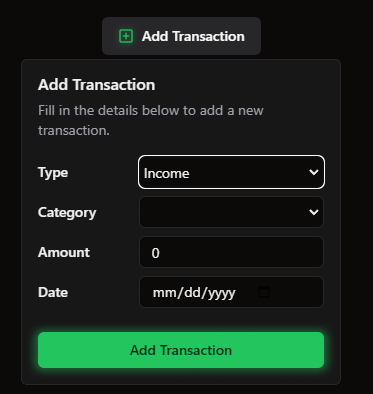 Add Transaction
Add Transaction
Fill in the details below to add a new
transaction.
Type Income
Category
Amount 0
Date mm/dd/yyyy
Add Transaction